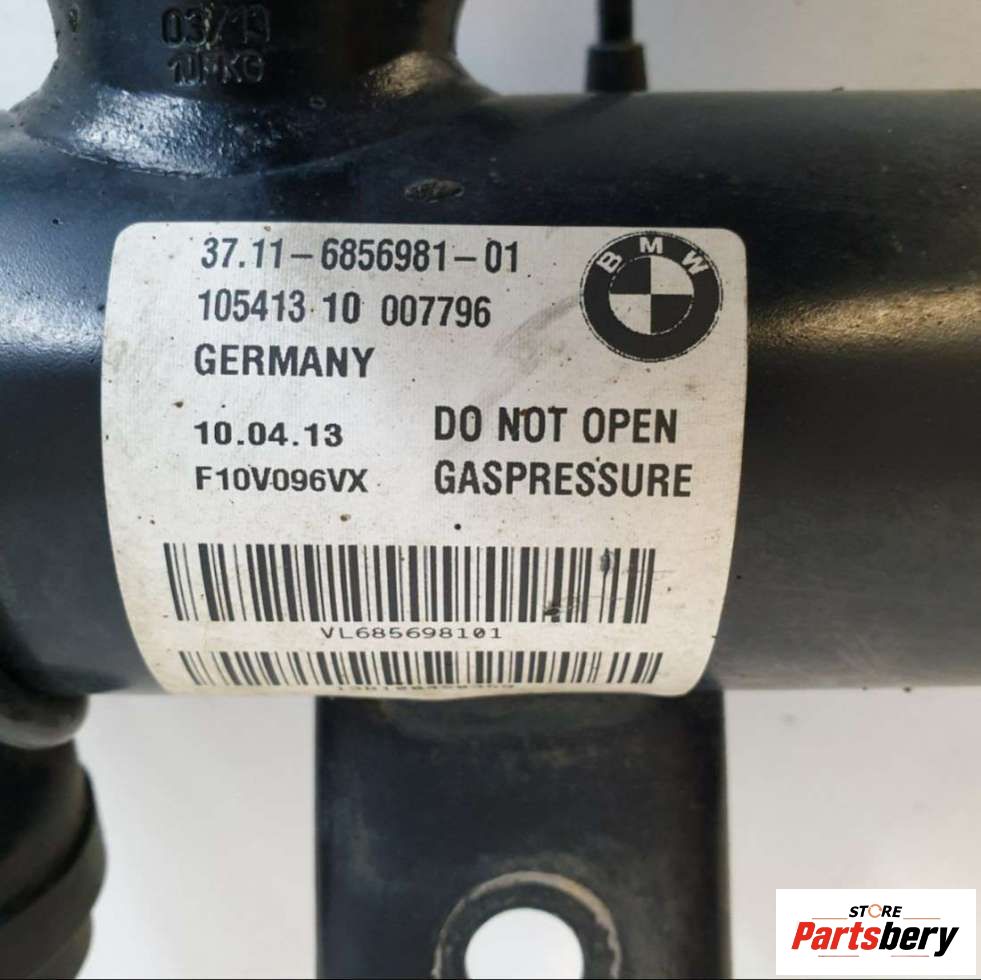 03/13
37.11-6856981-01
BMW
105413 10 007796
GERMANY
10.04.13 DO NOT OPEN
F10V096VX GASPRESSURE
VL685698101
STORE
Partsbery